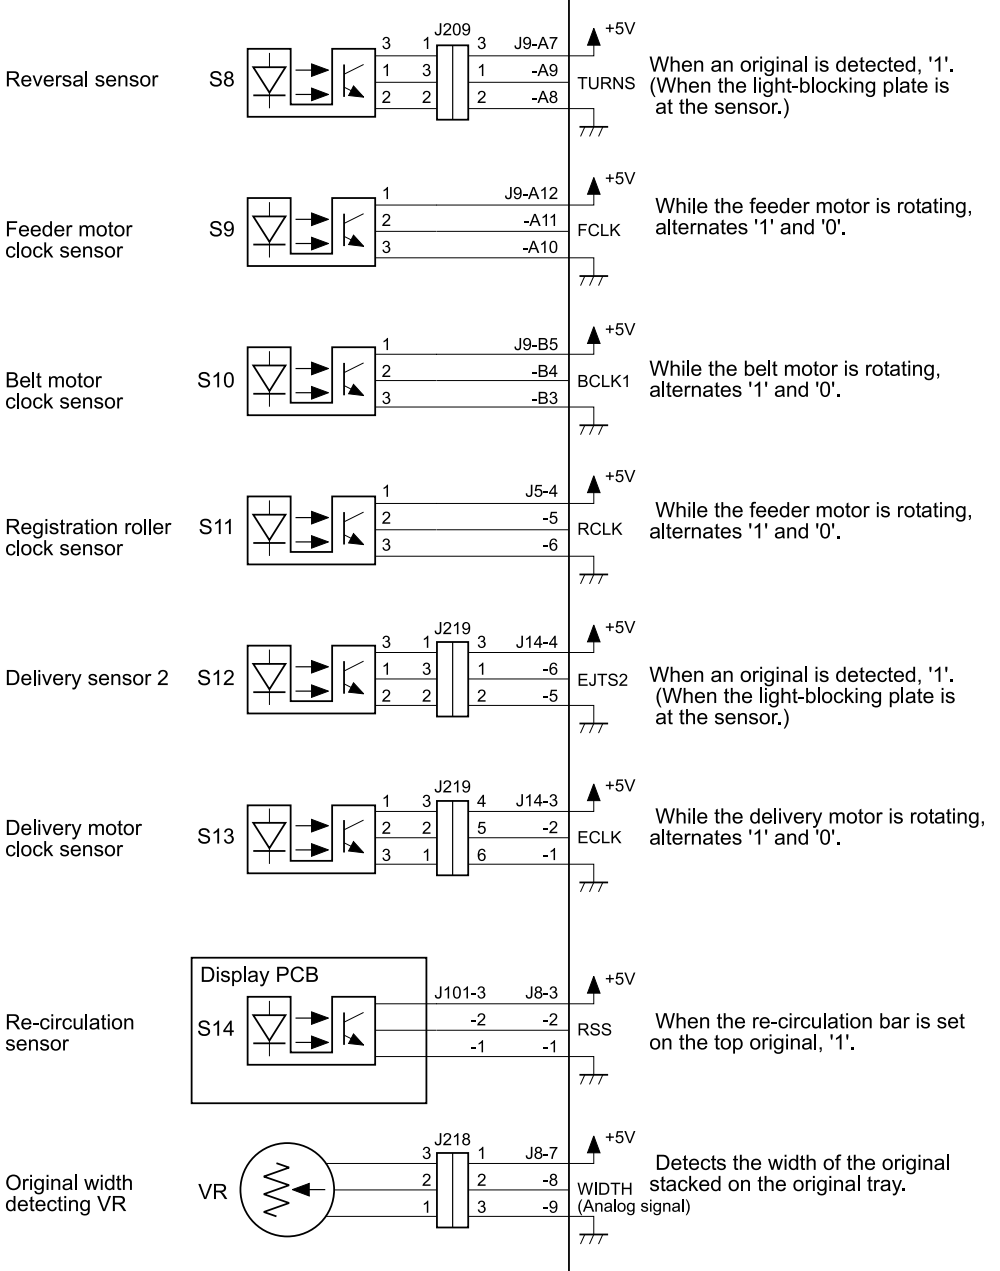 J209
+5V
3 1 3 J9-A7
Reversal sensor S8 1 3 1 -A9 TURNS When an original is detected, '1'.
2 2 2 -A8 (When the light-blocking plate is
at the sensor.)
+5V
1 J9-A12
Feeder motor S9 2 -A11 FCLK While the feeder motor is rotating,
clock sensor 3 -A10 alternates '1' and '0'.
+5V
1 J9-B5
Belt motor S10 2 -B4 BCLK1 While the belt motor is rotating,
clock sensor 3 -B3 alternates '1' and '0'.
+5V
1 J5-4
Registration roller S11 2 -5 RCLK While the feeder motor is rotating,
clock sensor 3 -6 alternates '1' and '0'.
J219
+5V
3 1 3 J14-4
Delivery sensor 2 S12 1 3 1 -6 EJTS2 When an original is detected, '1'.
2 2 2 -5 (When the light-blocking plate is
at the sensor.)
J219
+5V
1 3 4 J14-3
Delivery motor S13 2 2 5 -2 ECLK While the delivery motor is rotating,
clock sensor 3 1 6 -1 alternates '1' and '0'.
Display PCB
+5V
J101-3 J8-3
Re-circulation S14 -2 -2 RSS When the re-circulation bar is set
sensor -1 -1 on the top original, '1'.
J218
+5V
3 1 J8-7
Original width VR 2 2 -8 WIDTH Detects the width of the original
detecting VR 1 3 -9 (Analog signal) stacked on the original tray.